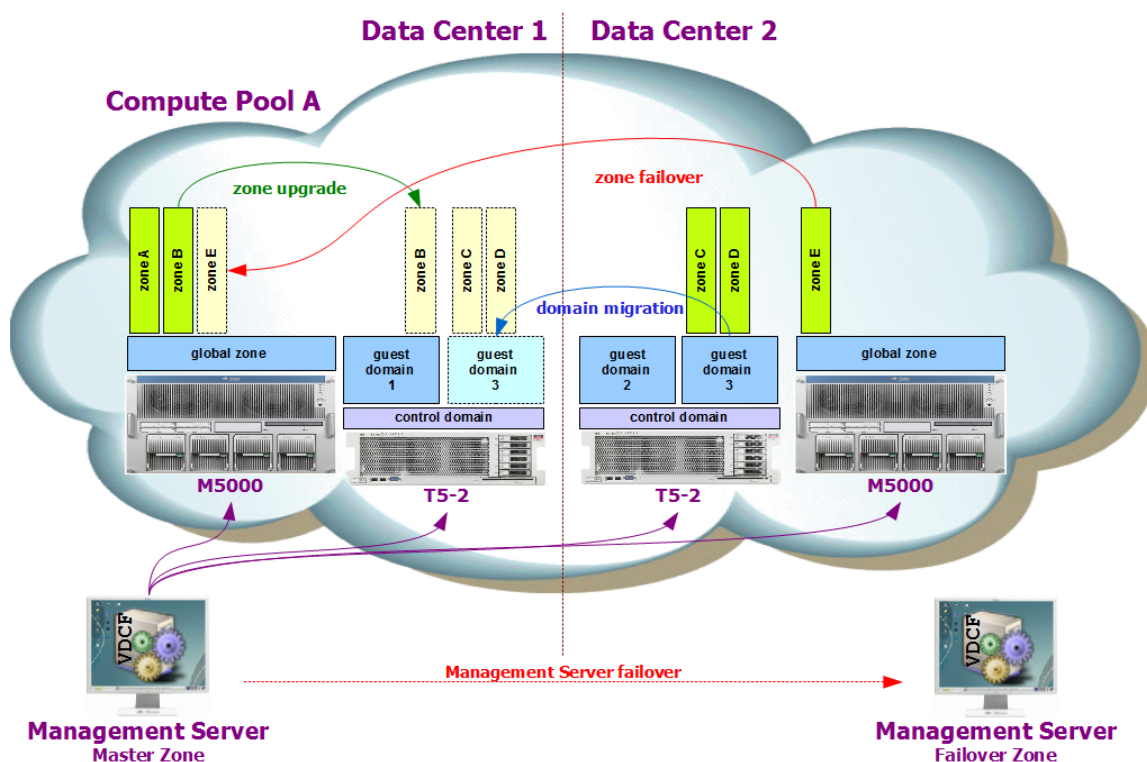 Data Center 1
Data Center 2
Compute Pool A
zone upgrade
zone failover
zone A
zone B
zone E
zone B
zone C
zone D
zone C
zone D
zone E
domain migration
global zone
guest
domain
1
guest
domain
3
guest
domain
2
guest
domain
3
global zone
control domain
control domain
M5000
T5-2
T5-2
M5000
VDCF
VDCF
Management Server failover
Management Server
Master Zone
Management Server
Failover Zone